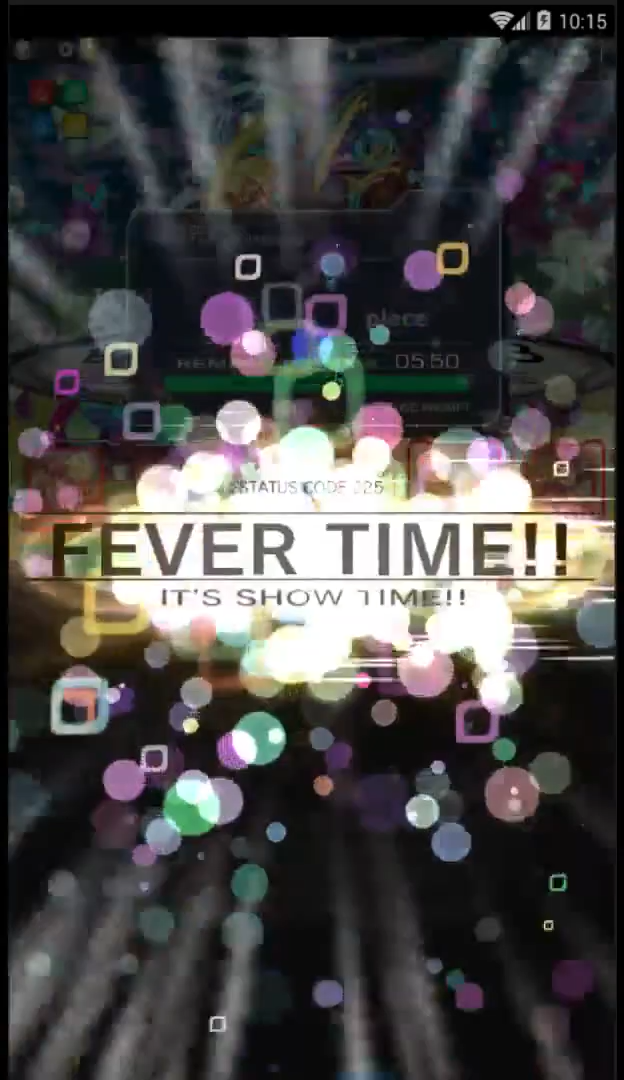 10:15
place
05:50
STATUS CODE 225
FEVER TIME!!
IT'S SHOW TIME!!